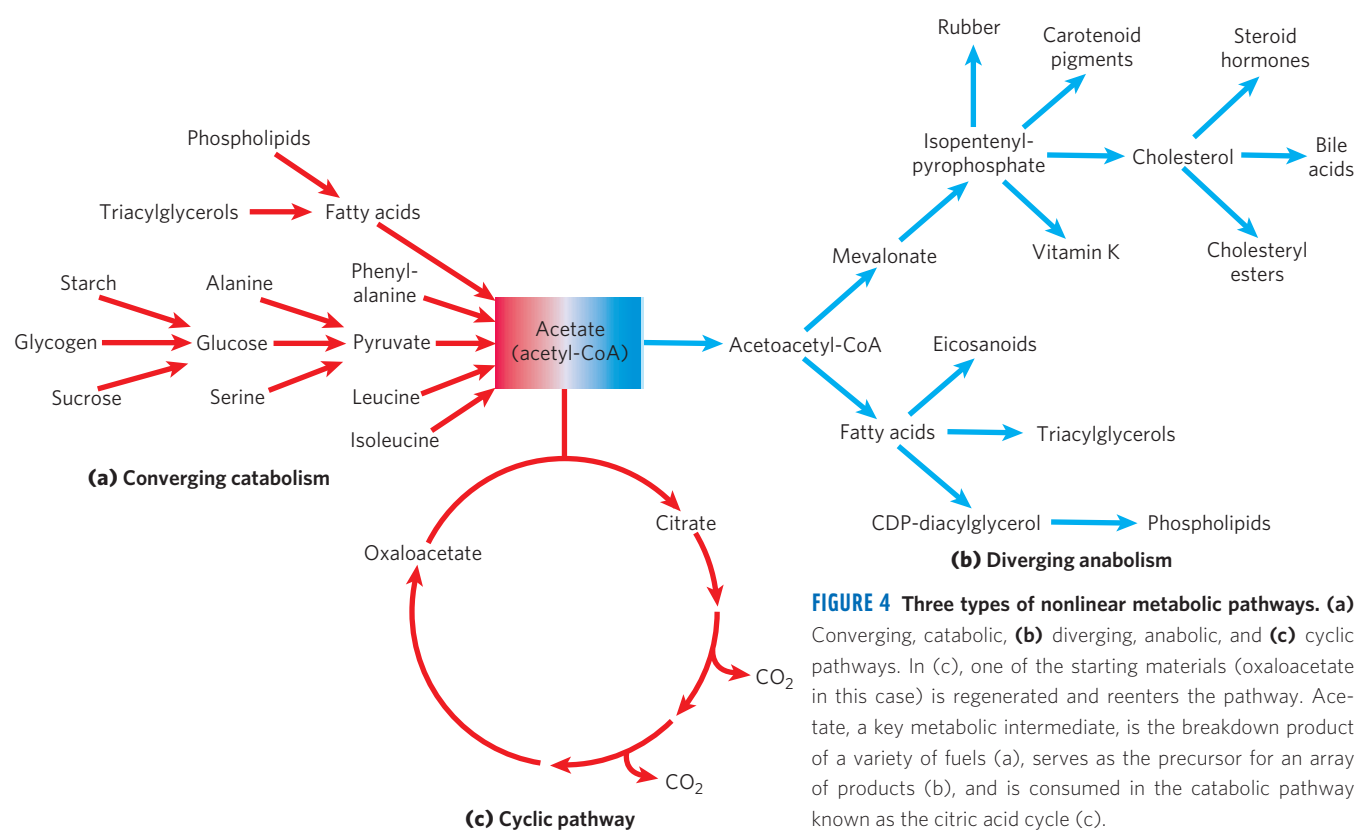 Phospholipids
Triacylglycerols
Fatty acids
Starch
Alanine
Phenyl-
alanine
Glycogen
Glucose
Pyruvate
Sucrose
Serine
Leucine
Isoleucine
Acetate
(acetyl-CoA)
(a) Converging catabolism
Rubber
Carotenoid
pigments
Steroid
hormones
Isopentenyl-
pyrophosphate
Cholesterol
Bile
acids
Mevalonate
Vitamin K
Cholesteryl
esters
Acetoacetyl-CoA
Eicosanoids
Fatty acids
Triacylglycerols
CDP-diacylglycerol
Phospholipids
(b) Diverging anabolism
Oxaloacetate
Citrate
CO₂
CO₂
(c) Cyclic pathway
FIGURE 4 Three types of nonlinear metabolic pathways. (a)
Converging, catabolic, (b) diverging, anabolic, and (c) cyclic
pathways. In (c), one of the starting materials (oxaloacetate
in this case) is regenerated and reenters the pathway. Ace-
tate, a key metabolic intermediate, is the breakdown product
of a variety of fuels (a), serves as the precursor for an array
of products (b), and is consumed in the catabolic pathway
known as the citric acid cycle (c).